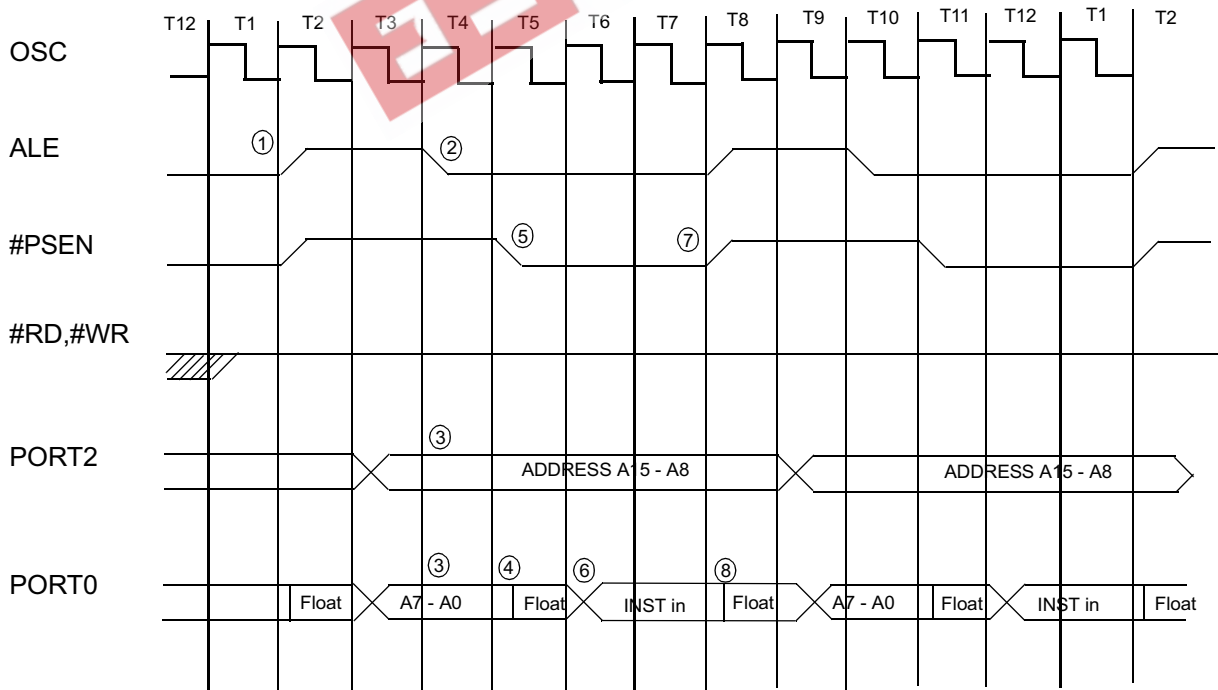 T12 T1 T2 T3 T4 T5 T6 T7 T8 T9 T10 T11 T12 T1 T2
OSC
ALE ① ②
#PSEN ⑤ ⑦
#RD,#WR
③
PORT2 ADDRESS A15 - A8 ADDRESS A15 - A8
PORT0 ③ ④ ⑥ ⑧
Float A7 - A0 Float INST in Float A7 - A0 Float INST in Float